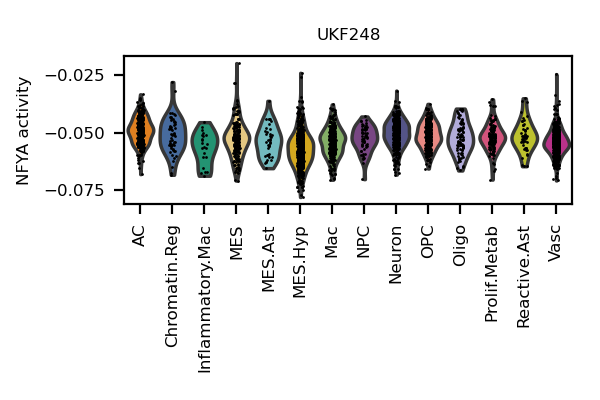 UKF248
NFYA activity
−0.025
−0.050
−0.075
AC
Chromatin.Reg
Inflammatory.Mac
MES
MES.Ast
MES.Hyp
Mac
NPC
Neuron
OPC
Oligo
Prolif.Metab
Reactive.Ast
Vasc